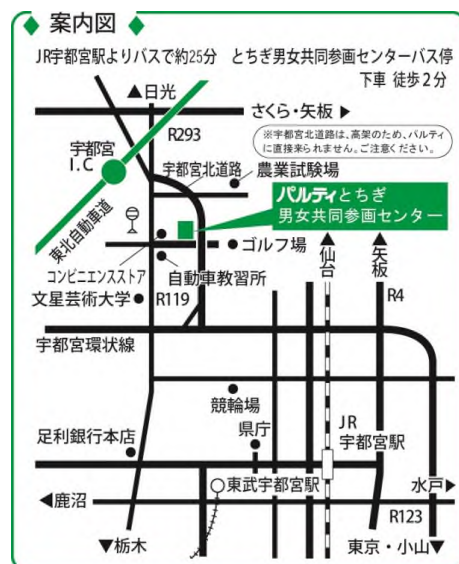 案内図
JR宇都宮駅よりバスで約25分 とちぎ男女共同参画センターバス停
下車 徒歩2分
▲日光
さくら・矢板▶
R293
※宇都宮北道路は、高架のため、パルティ
に直接来られません。ご注意ください。
宇都宮
I.C
宇都宮北道路
農業試験場
東北自動車道
パルティとちぎ
男女共同参画センター
ゴルフ場
▲仙台
▲矢板
コンビニエンスストア
自動車教習所
R4
文星芸術大学
R119
宇都宮環状線
競輪場
JR
宇都宮駅
足利銀行本店
県庁
東武宇都宮駅
水戸▶
◀鹿沼
R123
▼栃木
東京・小山▼